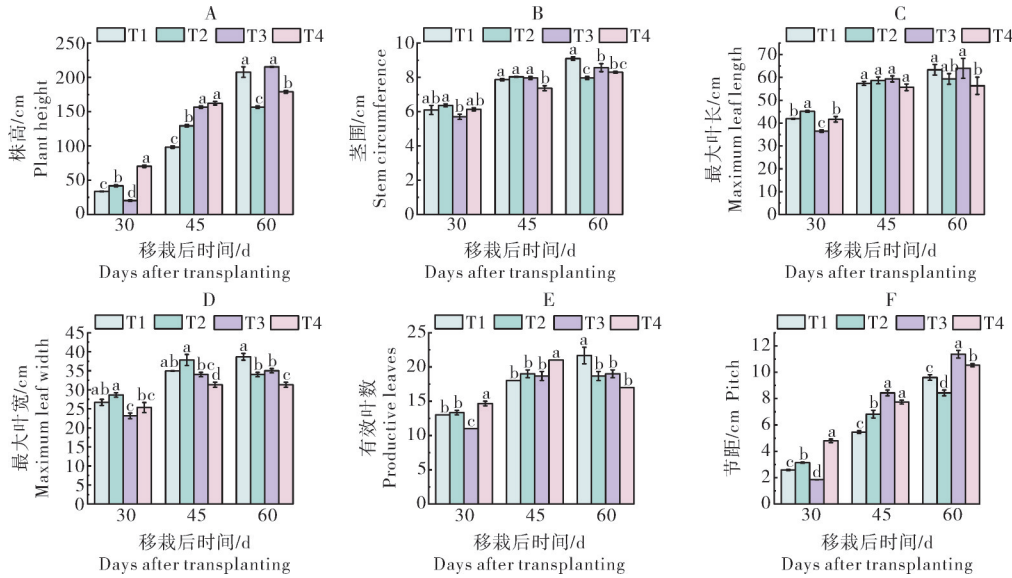 A
T1 T2 T3 T4
株高/cm
Plant height
250
200
150
100
50
0
c b d a
c b a a
a c a b
30 45 60
移栽后时间/d
Days after transplanting
B
T1 T2 T3 T4
茎围/cm
Stem circumference
10
8
6
4
2
0
ab a b ab
a a a b
a c b bc
30 45 60
移栽后时间/d
Days after transplanting
C
T1 T2 T3 T4
最大叶长/cm
Maximum leaf length
70
60
50
40
30
20
10
0
b a c b
a a a a
a ab a b
30 45 60
移栽后时间/d
Days after transplanting
D
T1 T2 T3 T4
最大叶宽/cm
Maximum leaf width
45
40
35
30
25
20
15
10
5
0
ab a c bc
ab a bc d
a b b c
30 45 60
移栽后时间/d
Days after transplanting
E
T1 T2 T3 T4
有效叶数
Productive leaves
25
20
15
10
5
0
b b c a
b b b a
a b b b
30 45 60
移栽后时间/d
Days after transplanting
F
T1 T2 T3 T4
节距/cm Pitch
12
10
8
6
4
2
0
c b d a
c b a a
c d a b
30 45 60
移栽后时间/d
Days after transplanting